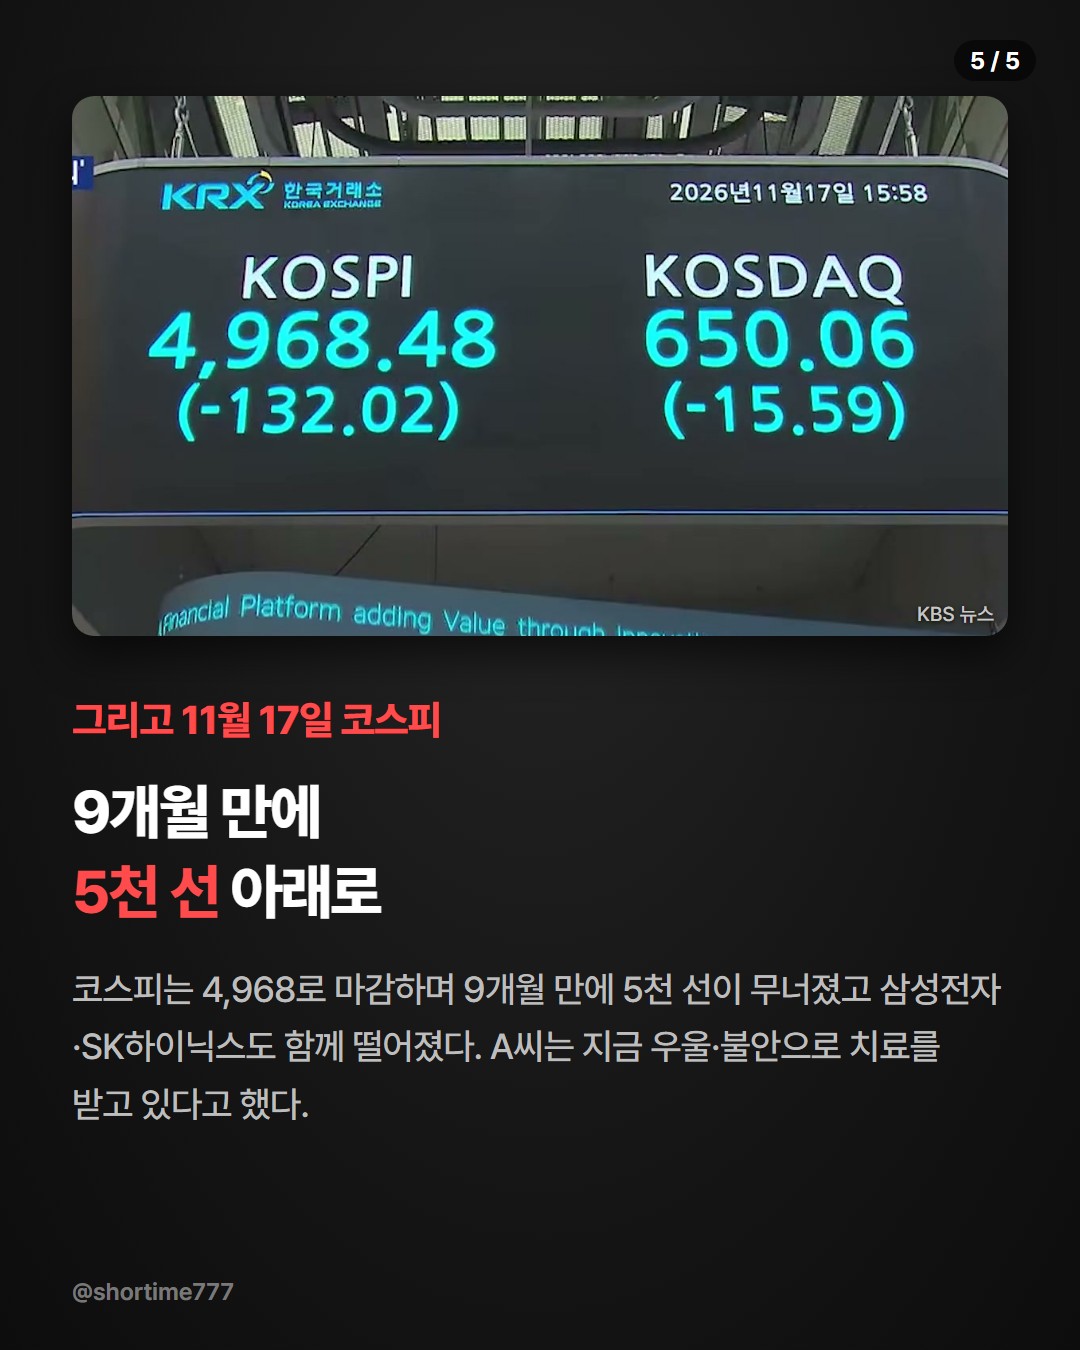 5 / 5
KRX 한국거래소
KOREA EXCHANGE
2026년11월17일 15:58
KOSPI
4,968.48
(-132.02)
KOSDAQ
650.06
(-15.59)
Financial Platform adding Value through
KBS 뉴스
그리고 11월 17일 코스피
9개월 만에
5천 선 아래로
코스피는 4,968로 마감하며 9개월 만에 5천 선이 무너졌고 삼성전자
·SK하이닉스도 함께 떨어졌다. A씨는 지금 우울·불안으로 치료를
받고 있다고 했다.
@shortime777